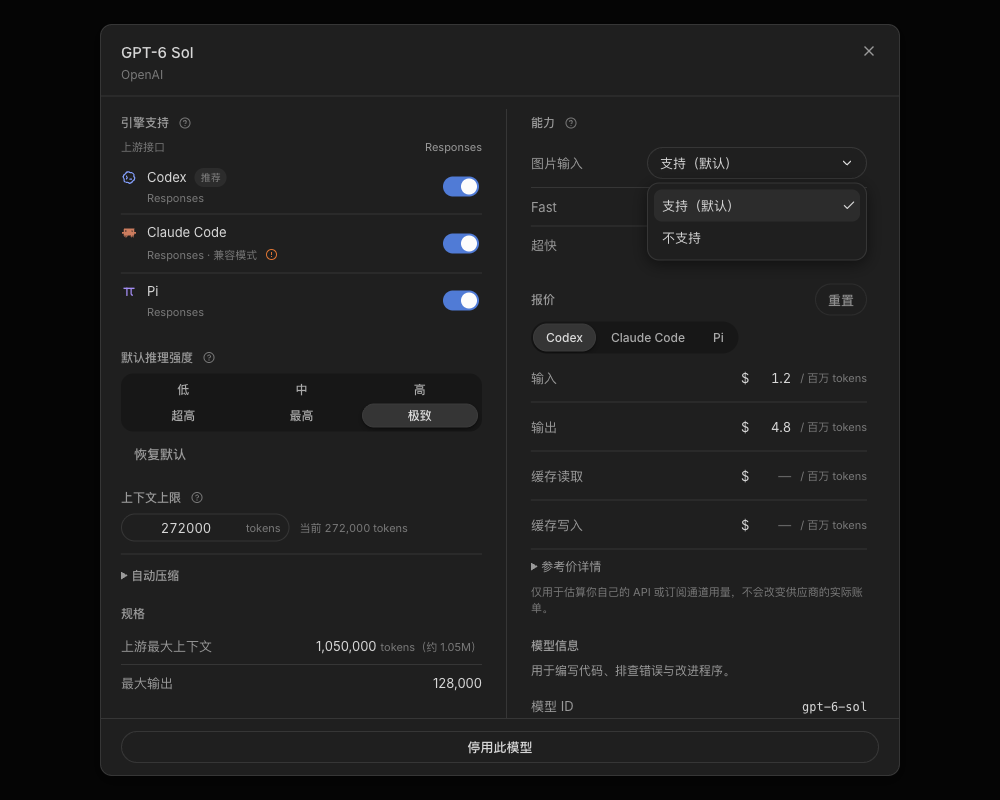 GPT-6 Sol
OpenAI
引擎支持
上游接口 Responses
Codex 推荐
Responses
Claude Code
Responses · 兼容模式
Pi
Responses
默认推理强度
低 中 高
超高 最高 极致
恢复默认
上下文上限
272000 tokens 当前 272,000 tokens
自动压缩
规格
上游最大上下文 1,050,000 tokens（约 1.05M）
最大输出 128,000
能力
图片输入 支持（默认）
支持（默认）
Fast
不支持
超快
报价 重置
Codex Claude Code Pi
输入 $ 1.2 / 百万 tokens
输出 $ 4.8 / 百万 tokens
缓存读取 $ — / 百万 tokens
缓存写入 $ — / 百万 tokens
参考价详情
仅用于估算你自己的 API 或订阅通道用量，不会改变供应商的实际账
单。
模型信息
用于编写代码、排查错误与改进程序。
模型 ID gpt-6-sol
停用此模型